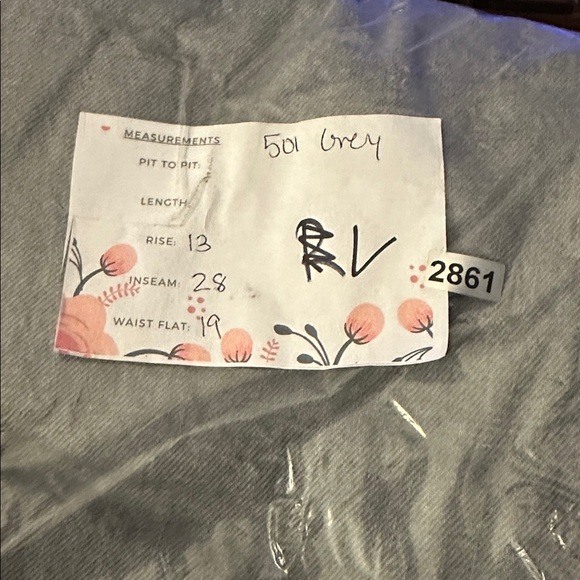 MEASUREMENTS
501 Grey
PIT TO PIT:
LENGTH:
RISE: 13
INSEAM: 28
WAIST FLAT: 19
V
2861